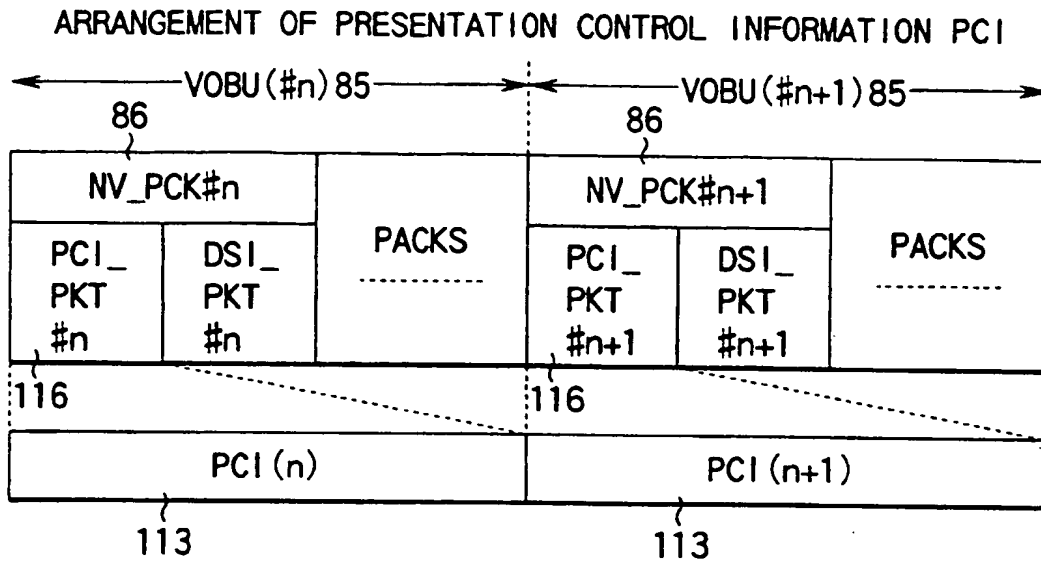 ARRANGEMENT OF PRESENTATION CONTROL INFORMATION PCI
VOBU(#n)85
VOBU(#n+1)85
86
86
NV_PCK#n
PACKS
NV_PCK#n+1
PACKS
PCI_
PKT
#n
DSI_
PKT
#n
PCI_
PKT
#n+1
DSI_
PKT
#n+1
116
116
PCI(n)
PCI(n+1)
113
113